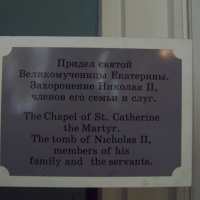 Придел святой
Великомученицы Екатерины.
Захоронение Николая II,
членов его семьи и слуг.
The Chapel of St. Catherine
the Martyr.
The tomb of Nicholas II,
members of his
family and the servants.